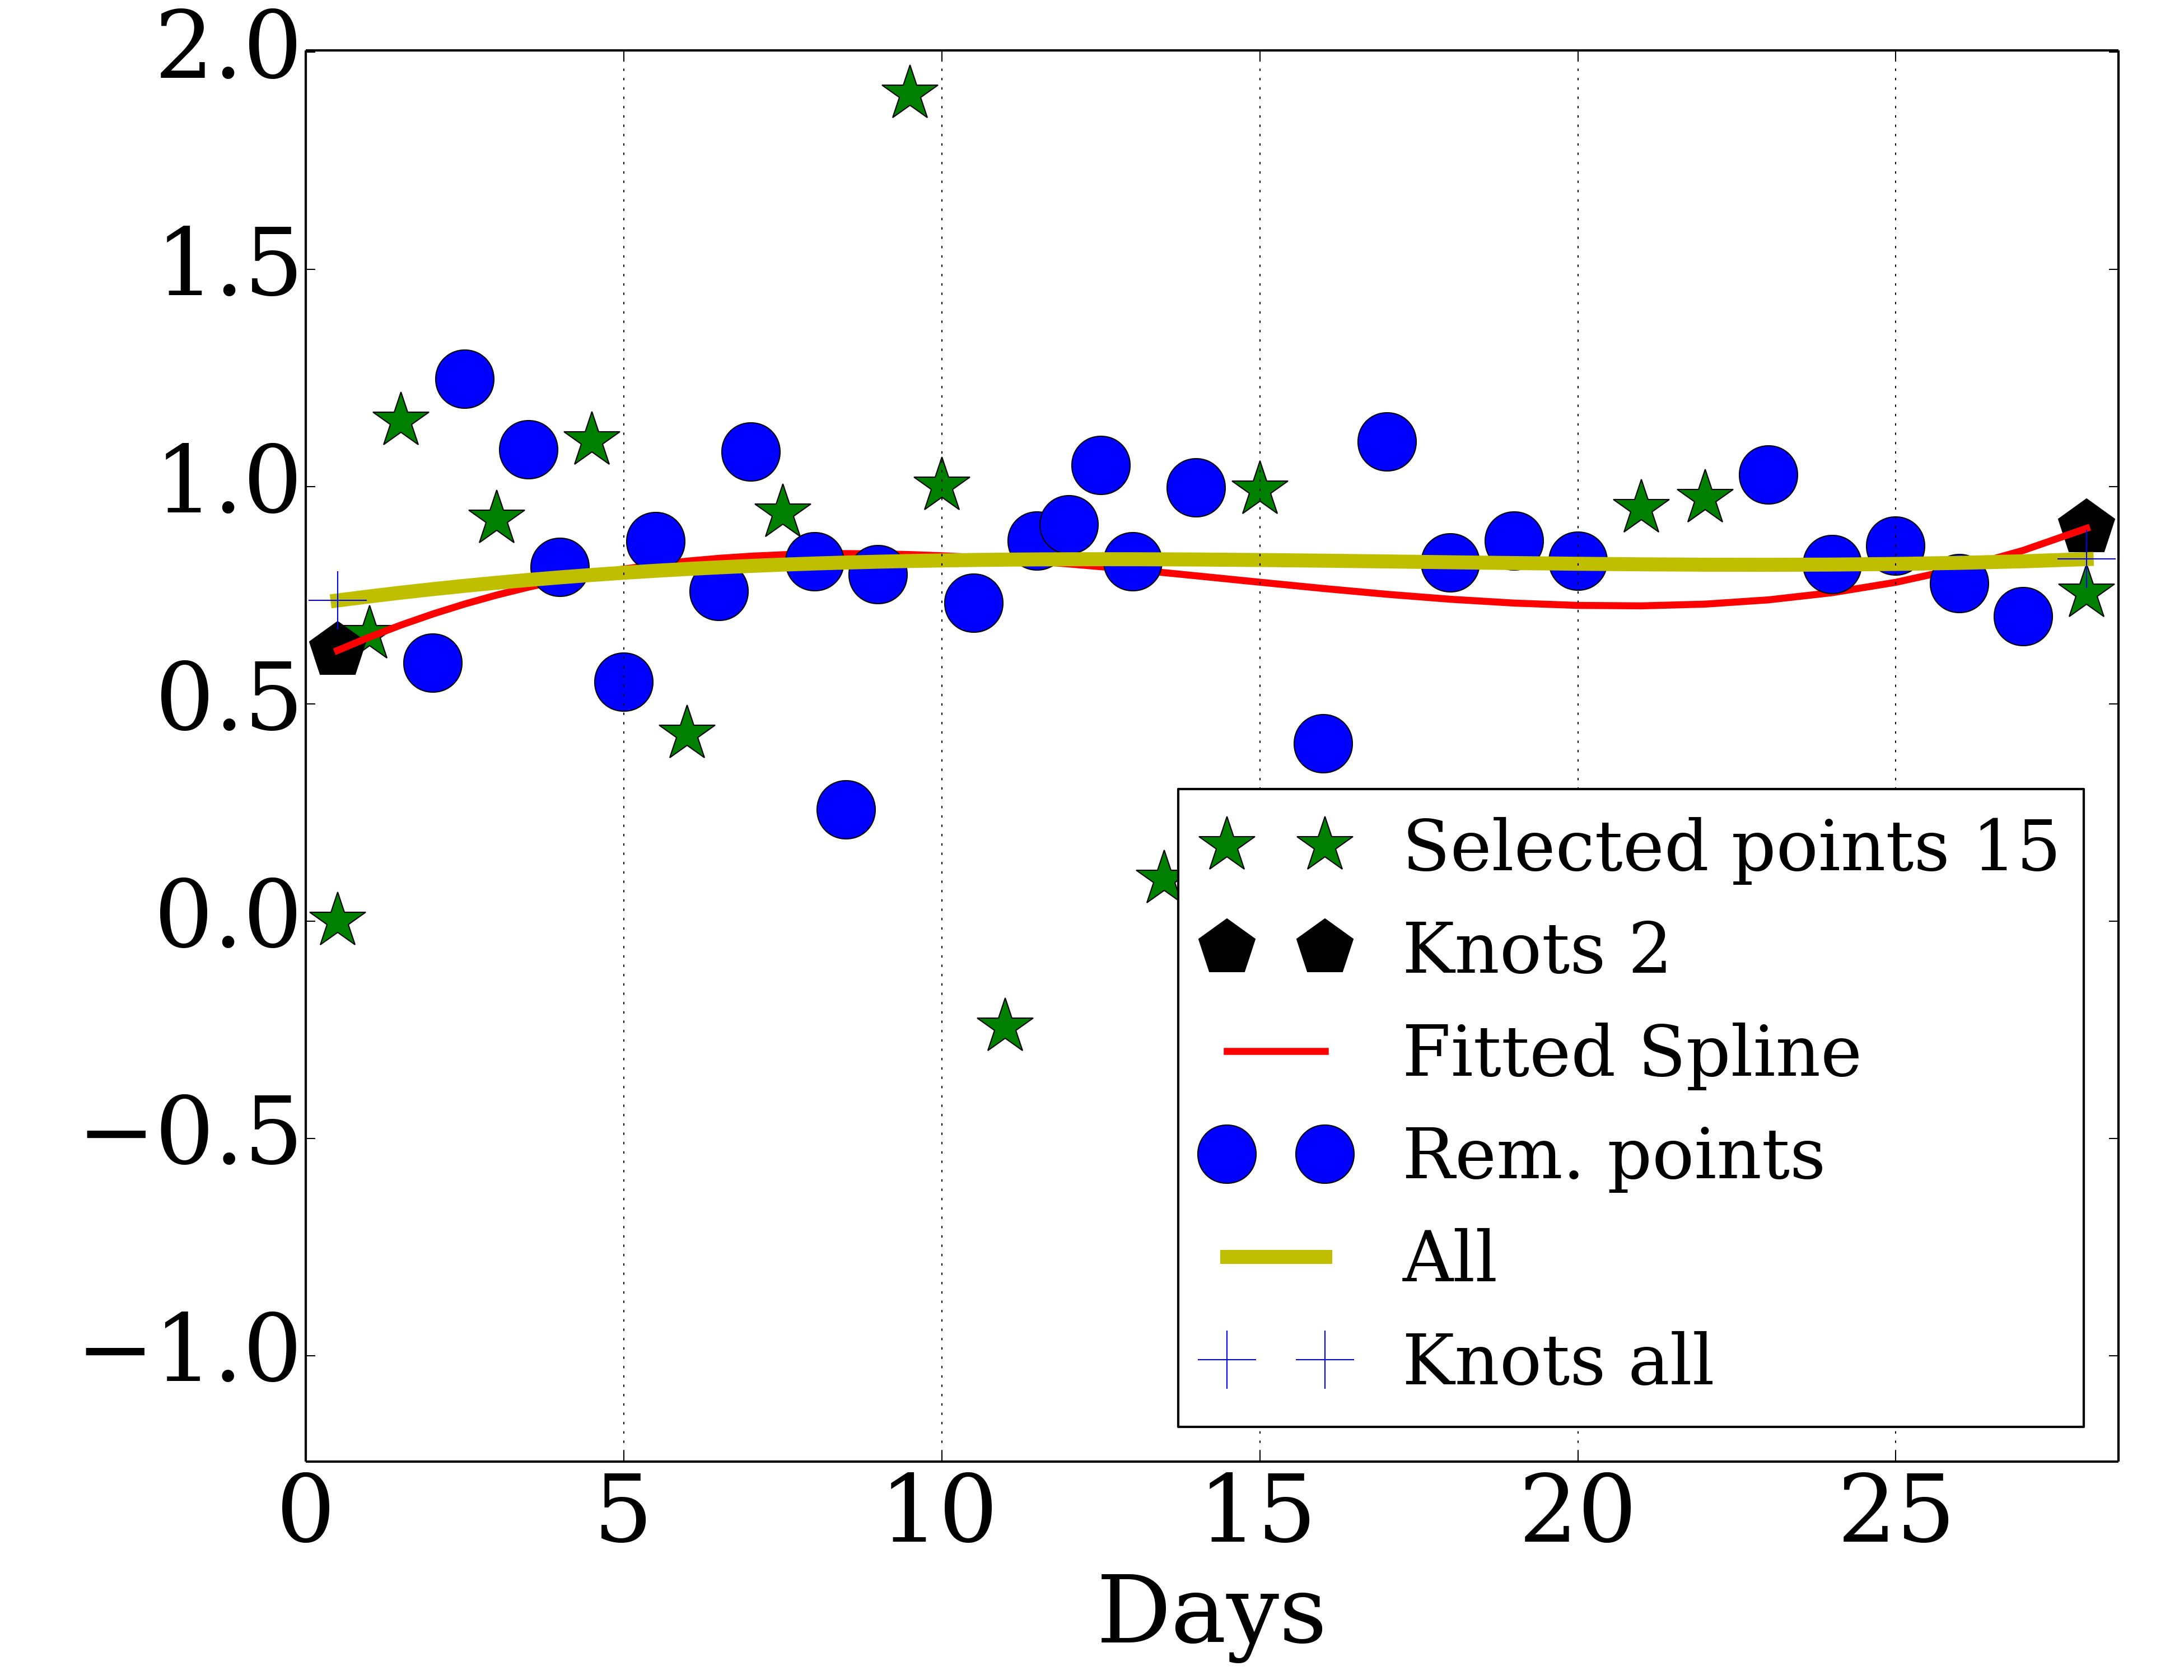 2.0
1.5
1.0
0.5
0.0
−0.5
−1.0
Selected points 15
Knots 2
Fitted Spline
Rem. points
All
Knots all
0 5 10 15 20 25
Days